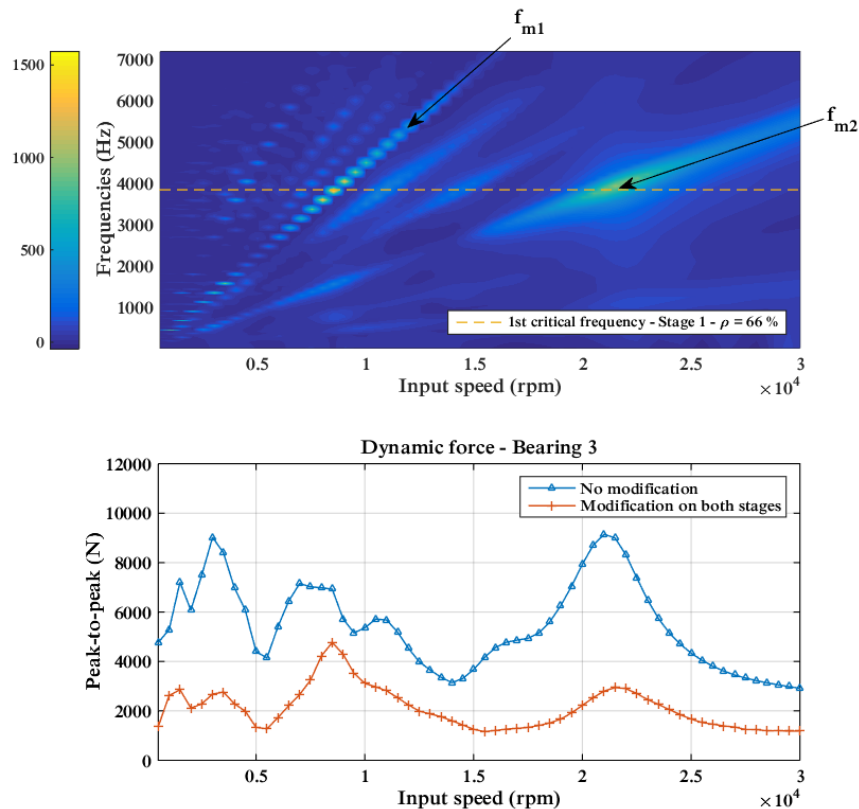 f_m1
1500
1000
500
0
7000
6000
5000
4000
3000
2000
1000
Frequencies (Hz)
f_m2
1st critical frequency - Stage 1 - ρ = 66 %
0.5 1 1.5 2 2.5 3
Input speed (rpm)
×10^4
Dynamic force - Bearing 3
12000
10000
8000
6000
4000
2000
0
Peak-to-peak (N)
No modification
Modification on both stages
0.5 1 1.5 2 2.5 3
Input speed (rpm)
×10^4